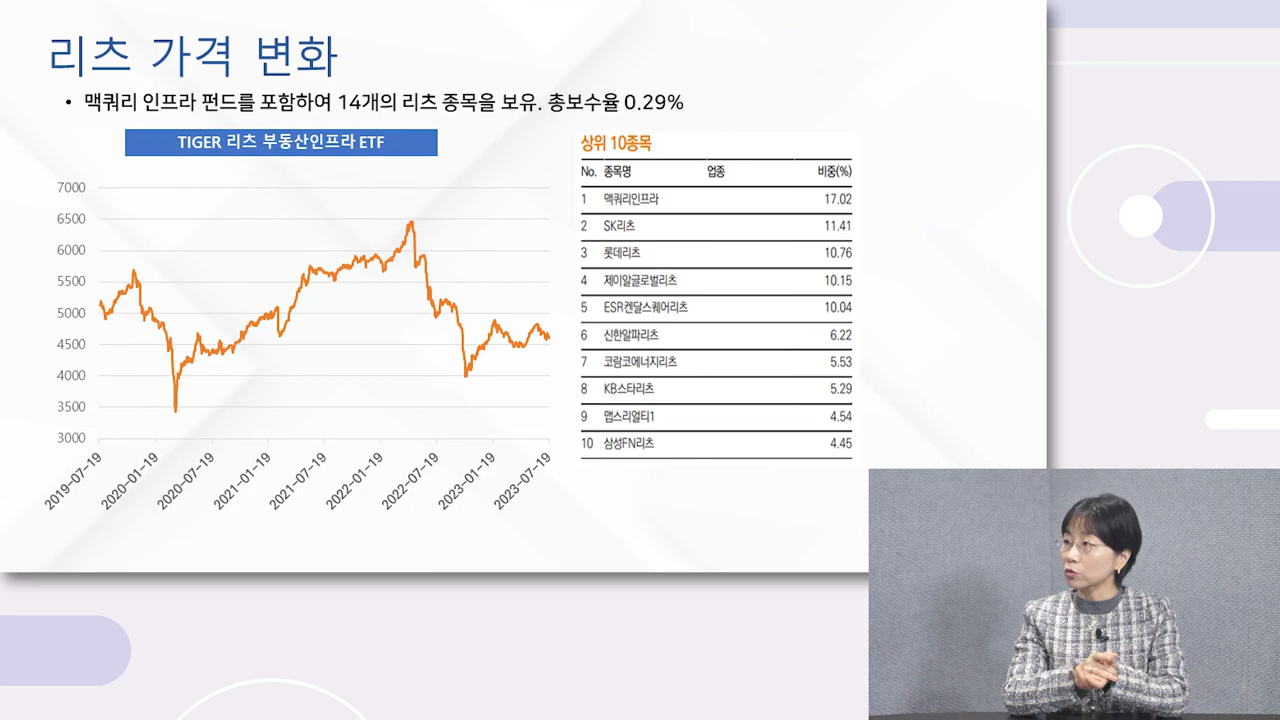 리츠 가격 변화
• 맥쿼리 인프라 펀드를 포함하여 14개의 리츠 종목을 보유. 총보수율 0.29%
TIGER 리츠 부동산인프라 ETF
7000
6500
6000
5500
5000
4500
4000
3500
3000
2019-07-19
2020-01-19
2020-07-19
2021-01-19
2021-07-19
2022-01-19
2022-07-19
2023-01-19
2023-07-19
상위 10종목
No. 종목명 업종 비중(%)
1 맥쿼리인프라 17.02
2 SK리츠 11.41
3 롯데리츠 10.76
4 제이알글로벌리츠 10.15
5 ESR켄달스퀘어리츠 10.04
6 신한알파리츠 6.22
7 코람코에너지리츠 5.53
8 KB스타리츠 5.29
9 맵스리얼티1 4.54
10 삼성FN리츠 4.45